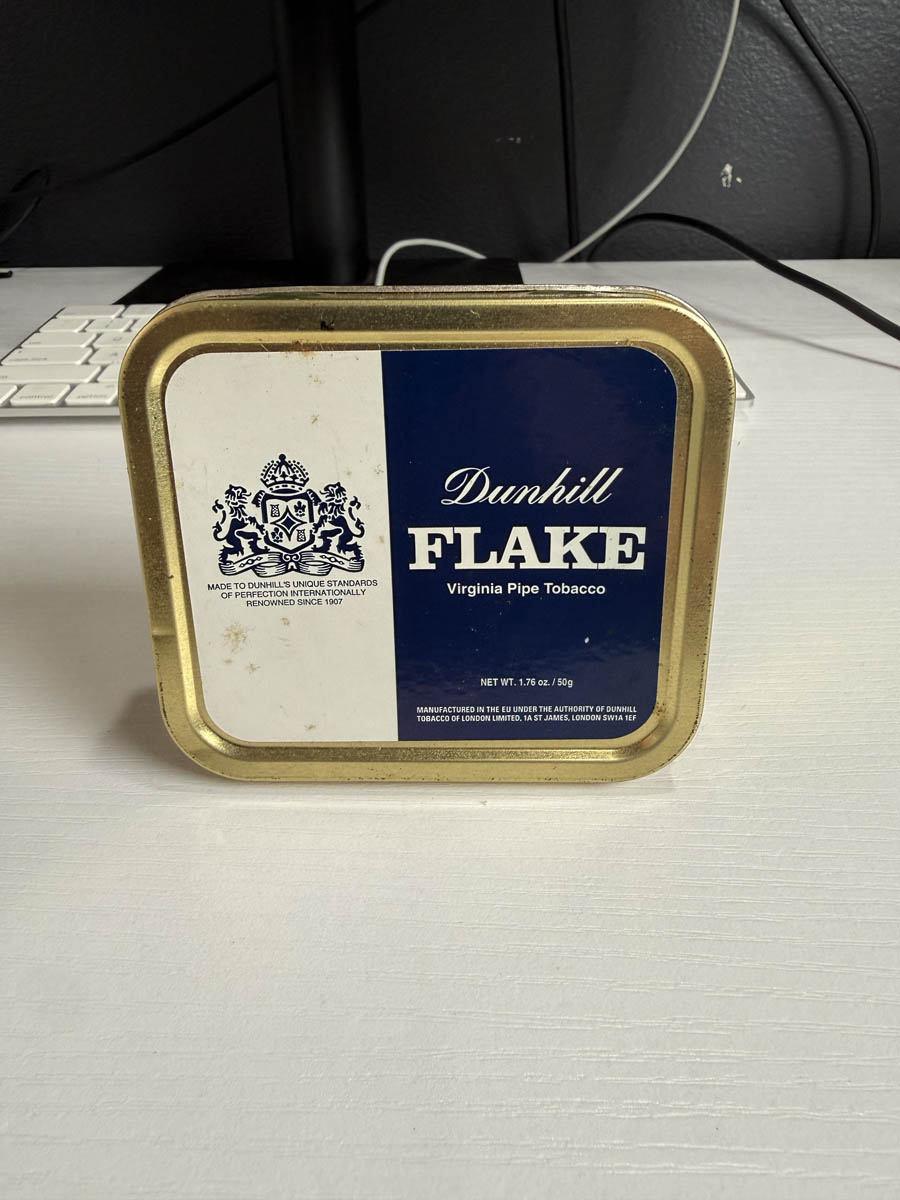 MADE TO DUNHILL'S UNIQUE STANDARDS
OF PERFECTION INTERNATIONALLY
RENOWNED SINCE 1907
Dunhill
FLAKE
Virginia Pipe Tobacco
NET WT. 1.76 oz. / 50g
MANUFACTURED IN THE EU UNDER THE AUTHORITY OF DUNHILL
TOBACCO OF LONDON LIMITED, 1A ST JAMES, LONDON SW1A 1EF